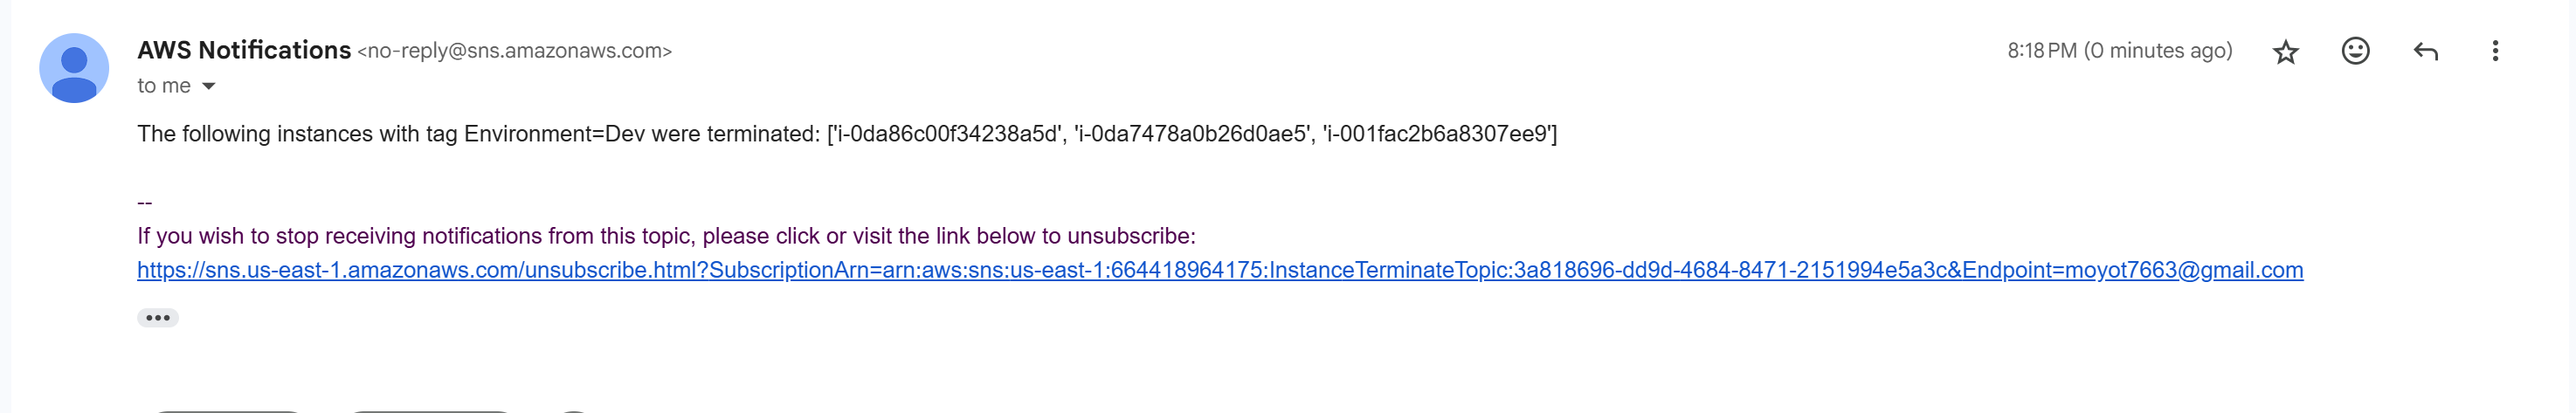 AWS Notifications <no-reply@sns.amazonaws.com>
8:18 PM (0 minutes ago)
to me
The following instances with tag Environment=Dev were terminated: ['i-0da86c00f34238a5d', 'i-0da7478a0b26d0ae5', 'i-001fac2b6a8307ee9']
--
If you wish to stop receiving notifications from this topic, please click or visit the link below to unsubscribe:
https://sns.us-east-1.amazonaws.com/unsubscribe.html?SubscriptionArn=arn:aws:sns:us-east-1:664418964175:InstanceTerminateTopic:3a818696-dd9d-4684-8471-2151994e5a3c&Endpoint=moyot7663@gmail.com